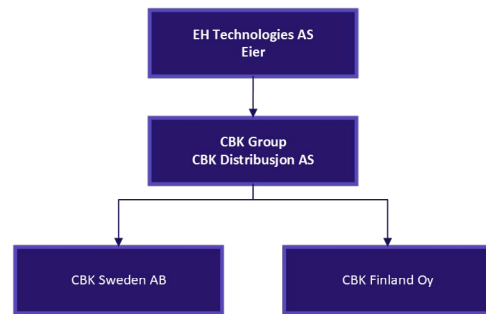 EH Technologies AS
Eier
CBK Group
CBK Distribusjon AS
CBK Sweden AB
CBK Finland Oy